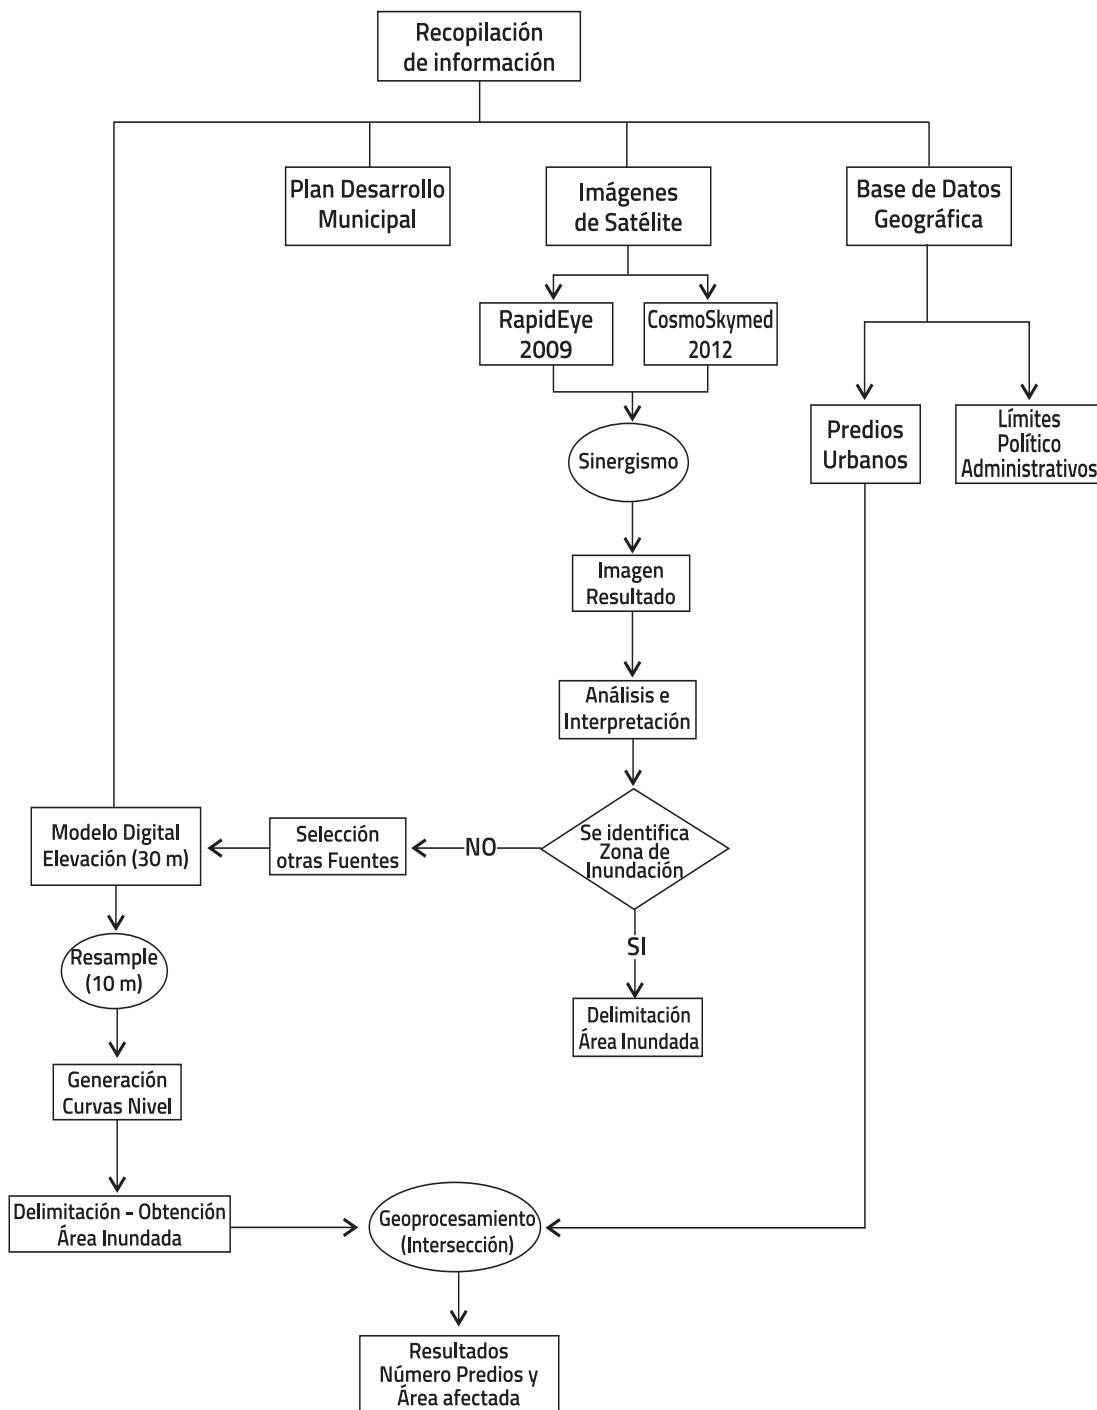 Recopilación
de información
Plan Desarrollo
Municipal
Imágenes
de Satélite
Base de Datos
Geográfica
RapidEye
2009
CosmoSkymed
2012
Predios
Urbanos
Límites
Político
Administrativos
Sinergismo
Imagen
Resultado
Análisis e
Interpretación
Modelo Digital
Elevación (30 m)
Selección
otras Fuentes
NO
Se identifica
Zona de
Inundación
SI
Resample
(10 m)
Delimitación
Área Inundada
Generación
Curvas Nivel
Delimitación - Obtención
Área Inundada
Geoprocesamiento
(Intersección)
Resultados
Número Predios y
Área afectada